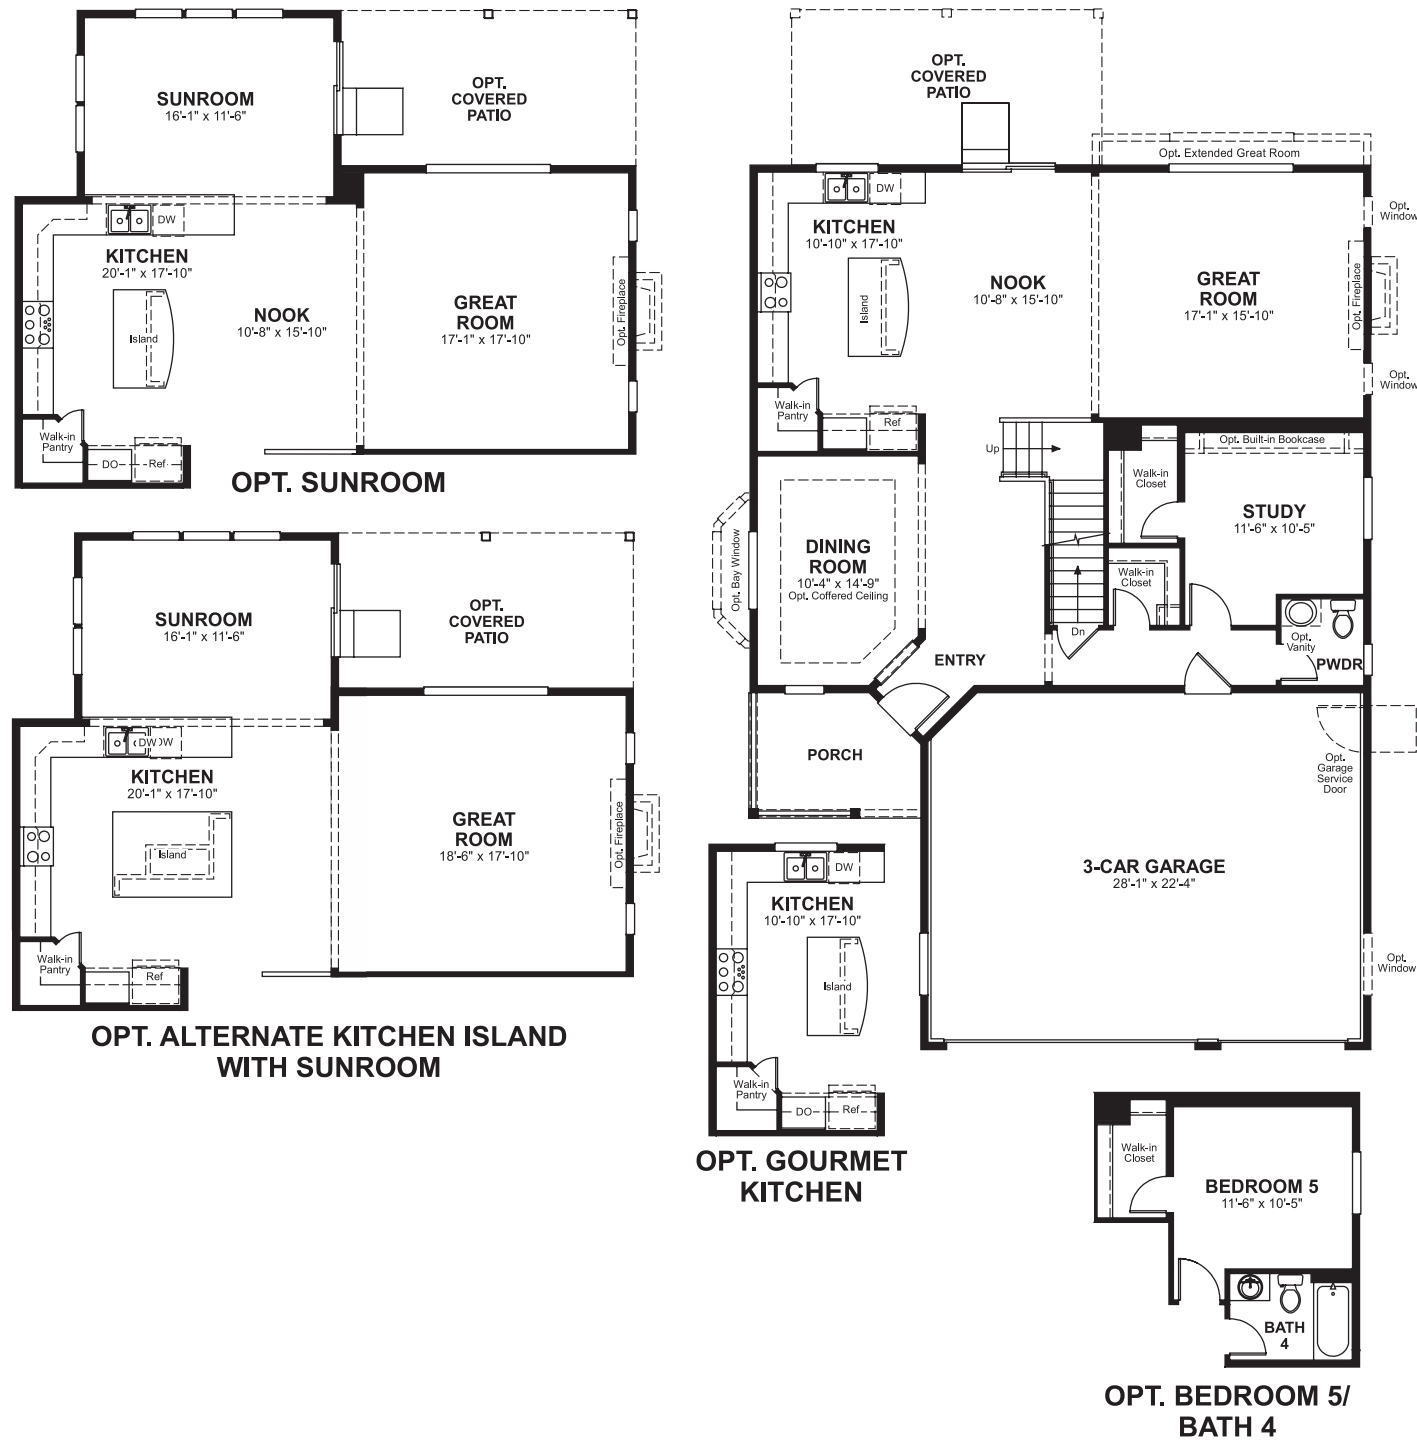 SUNROOM
16'-1" x 11'-6"
OPT.
COVERED
PATIO
DW
KITCHEN
20'-1" x 17'-10"
NOOK
10'-8" x 15'-10"
GREAT
ROOM
17'-1" x 17'-10"
Opt. Fireplace
Island
Walk-in
Pantry
DO
Ref
OPT. SUNROOM
SUNROOM
16'-1" x 11'-6"
OPT.
COVERED
PATIO
DW
DW
KITCHEN
20'-1" x 17'-10"
Island
GREAT
ROOM
18'-6" x 17'-10"
Opt. Fireplace
Walk-in
Pantry
Ref
OPT. ALTERNATE KITCHEN ISLAND
WITH SUNROOM
OPT.
COVERED
PATIO
Opt. Extended Great Room
DW
KITCHEN
10'-10" x 17'-10"
Island
NOOK
10'-8" x 15'-10"
GREAT
ROOM
17'-1" x 15'-10"
Opt.
Window
Opt. Fireplace
Opt.
Window
Walk-in
Pantry
Ref
Up
Opt. Built-in Bookcase
Walk-in
Closet
STUDY
11'-6" x 10'-5"
DINING
ROOM
10'-4" x 14'-9"
Opt. Coffered Ceiling
Opt. Bay Window
Walk-in
Closet
Dn
Opt.
Vanity
PWDR
ENTRY
PORCH
Opt.
Garage
Service
Door
3-CAR GARAGE
28'-1" x 22'-4"
Opt.
Window
DW
KITCHEN
10'-10" x 17'-10"
Island
Walk-in
Pantry
DO
Ref
OPT. GOURMET
KITCHEN
Walk-in
Closet
BEDROOM 5
11'-6" x 10'-5"
BATH
4
OPT. BEDROOM 5/
BATH 4